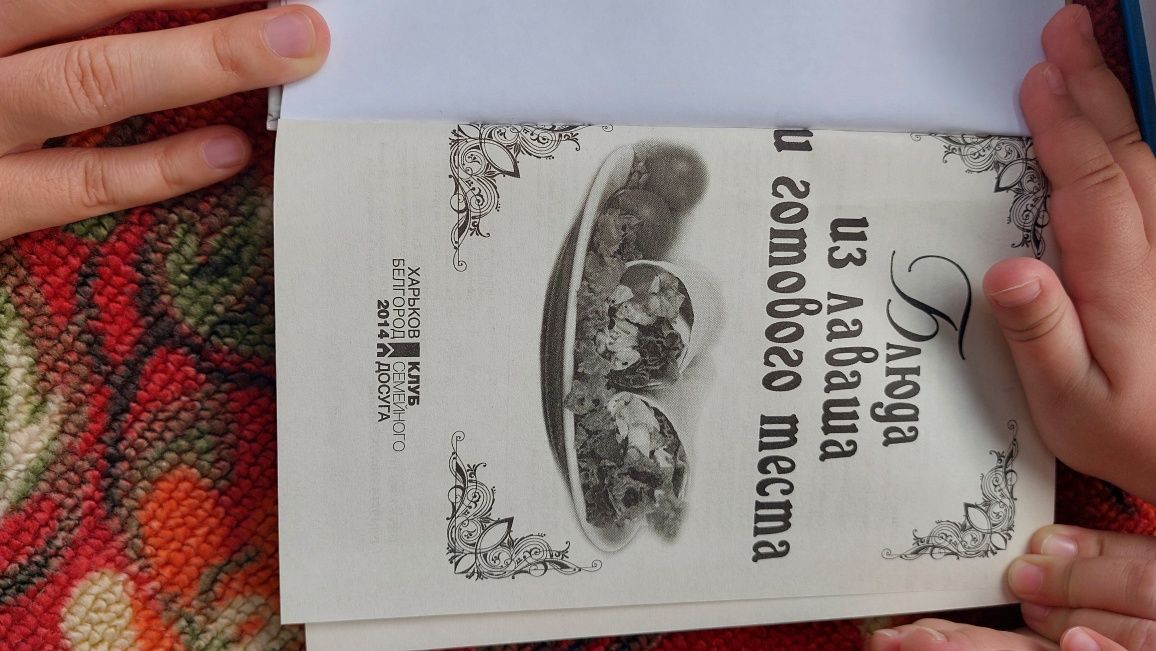 Блюда
из лаваша
и готового теста
ХАРЬКОВ КЛУБ
БЕЛГОРОД СЕМЕЙНОГО
2014 ДОСУГА